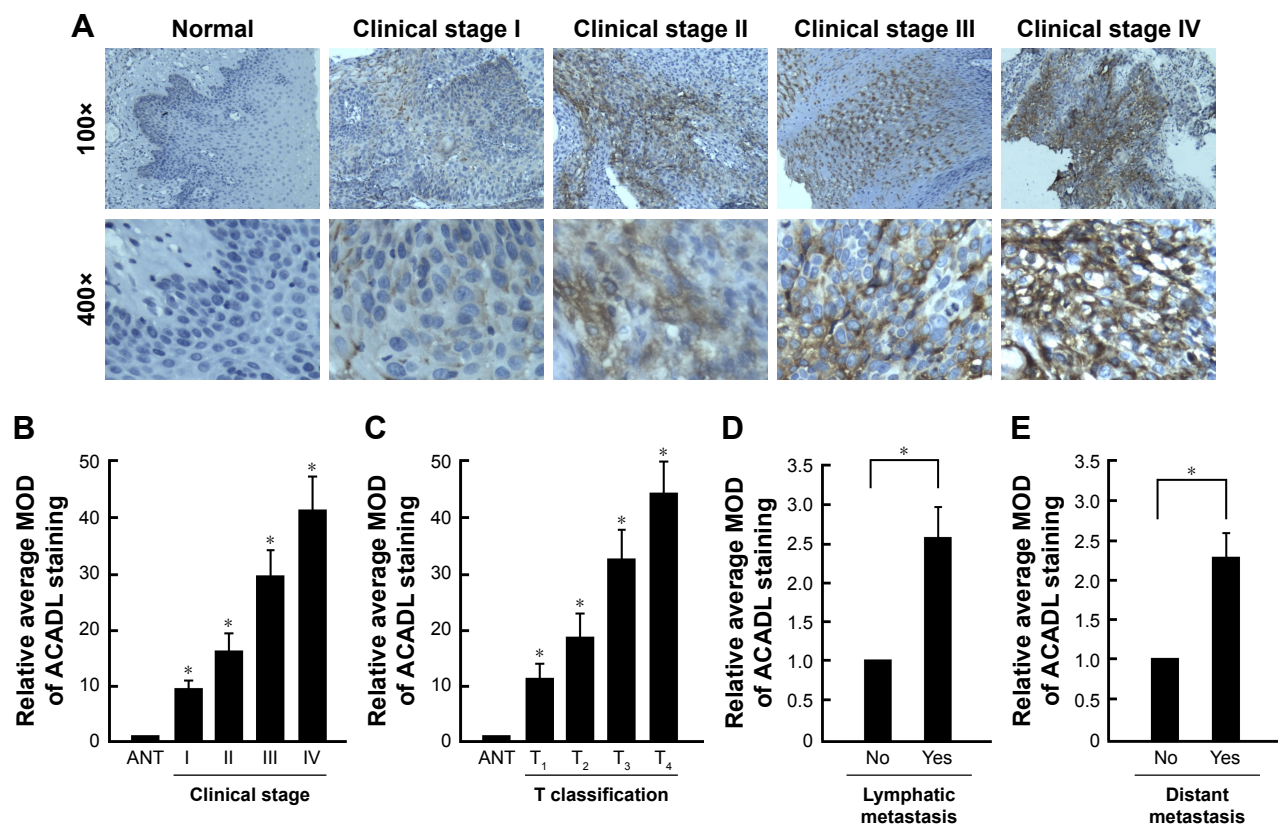 A
Normal
Clinical stage I
Clinical stage II
Clinical stage III
Clinical stage IV
100×
400×
B
Relative average MOD
of ACADL staining
50
40
30
20
10
0
*
*
*
*
ANT
I
II
III
IV
Clinical stage
C
Relative average MOD
of ACADL staining
50
40
30
20
10
0
*
*
*
*
ANT
T1
T2
T3
T4
T classification
D
Relative average MOD
of ACADL staining
3.5
3.0
2.5
2.0
1.5
1.0
0.5
0
*
No
Yes
Lymphatic
metastasis
E
Relative average MOD
of ACADL staining
3.5
3.0
2.5
2.0
1.5
1.0
0.5
0
*
No
Yes
Distant
metastasis